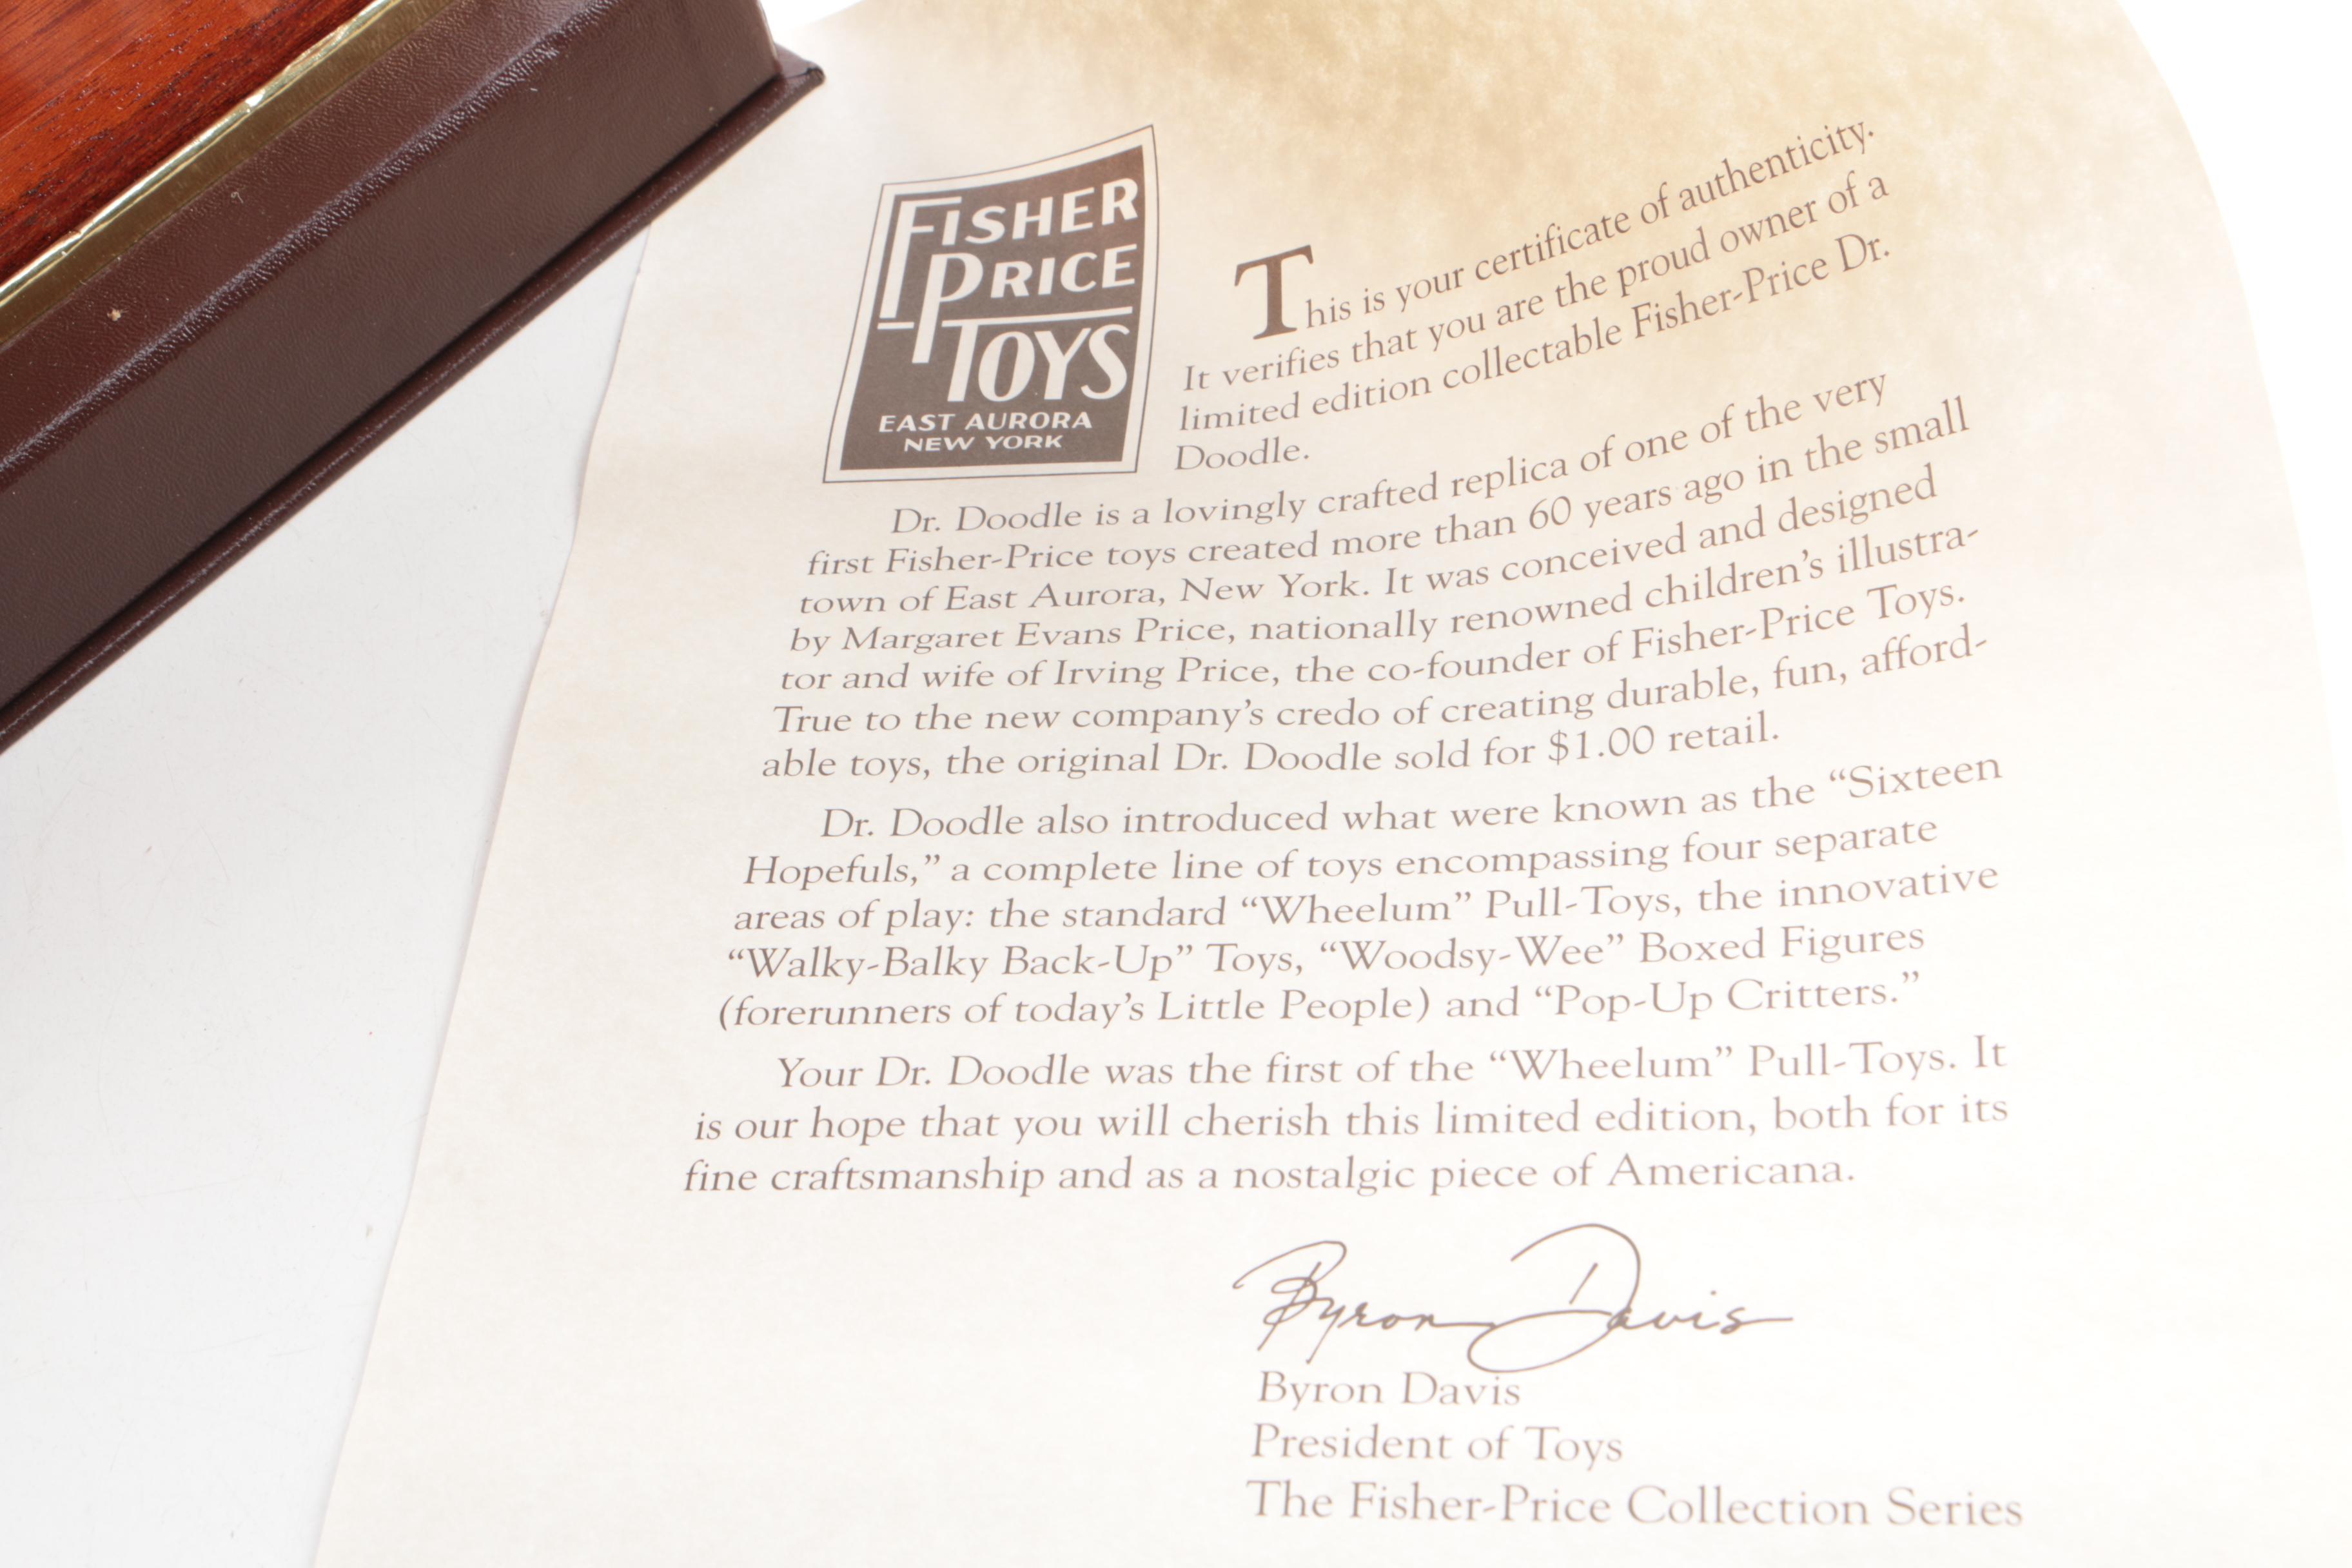 FISHER
PRICE
TOYS
EAST AURORA
NEW YORK
This is your certificate of authenticity.
It verifies that you are the proud owner of a
limited edition collectable Fisher-Price Dr.
Doodle.
Dr. Doodle is a lovingly crafted replica of one of the very
first Fisher-Price toys created more than 60 years ago in the small
town of East Aurora, New York. It was conceived and designed
by Margaret Evans Price, nationally renowned children's illustra-
tor and wife of Irving Price, the co-founder of Fisher-Price Toys.
True to the new company's credo of creating durable, fun, afford-
able toys, the original Dr. Doodle sold for $1.00 retail.
Dr. Doodle also introduced what were known as the “Sixteen
Hopefuls,” a complete line of toys encompassing four separate
areas of play: the standard “Wheelum” Pull-Toys, the innovative
“Walky-Balky Back-Up” Toys, “Woodsy-Wee” Boxed Figures
(forerunners of today's Little People) and “Pop-Up Critters.”
Your Dr. Doodle was the first of the “Wheelum” Pull-Toys. It
is our hope that you will cherish this limited edition, both for its
fine craftsmanship and as a nostalgic piece of Americana.
Byron Davis
Byron Davis
President of Toys
The Fisher-Price Collection Series